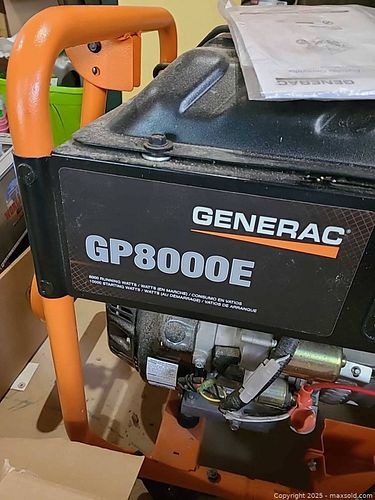 GENERAC
GENERAC®
GP8000E
8000 RUNNING WATTS / WATTS (EN MARCHE) / CONSUMO EN VATIOS
10000 STARTING WATTS / WATTS (AU DÉMARRAGE) / VATIOS DE ARRANQUE
Copyright © 2025 - maxsold.com